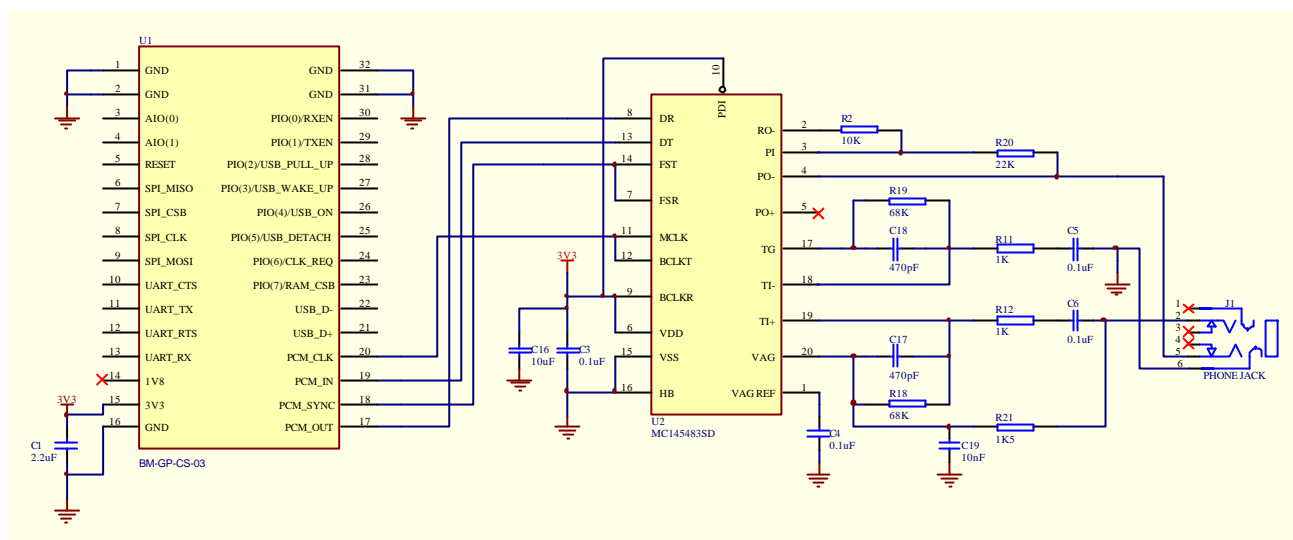 U1
1 GND GND 32
2 GND GND 31
3 AIO(0) PIO(0)/RXEN 30
4 AIO(1) PIO(1)/TXEN 29
5 RESET PIO(2)/USB_PULL_UP 28
6 SPI_MISO PIO(3)/USB_WAKE_UP 27
7 SPI_CSB PIO(4)/USB_ON 26
8 SPI_CLK PIO(5)/USB_DETACH 25
9 SPI_MOSI PIO(6)/CLK_REQ 24
10 UART_CTS PIO(7)/RAM_CSB 23
11 UART_TX USB_D- 22
12 UART_RTS USB_D+ 21
13 UART_RX PCM_CLK 20
14 1V8 PCM_IN 19
15 3V3 PCM_SYNC 18
16 GND PCM_OUT 17
BM-GP-CS-03
3V3
C1
2.2uF
3V3
C16
10uF
C3
0.1uF
10
PDI
8 DR RO- 2
13 DT PI 3
14 FST PO- 4
7 FSR PO+ 5
11 MCLK TG 17
12 BCLKT TI- 18
9 BCLKR TI+ 19
6 VDD
15 VSS VAG 20
16 HB VAG REF 1
U2
MC145483SD
R2
10K
R20
22K
R19
68K
C18
470pF
R11
1K
C5
0.1uF
R12
1K
C6
0.1uF
C17
470pF
R18
68K
R21
1K5
C4
0.1uF
C19
10nF
J1
1
2
3
4
5
6
PHONE JACK